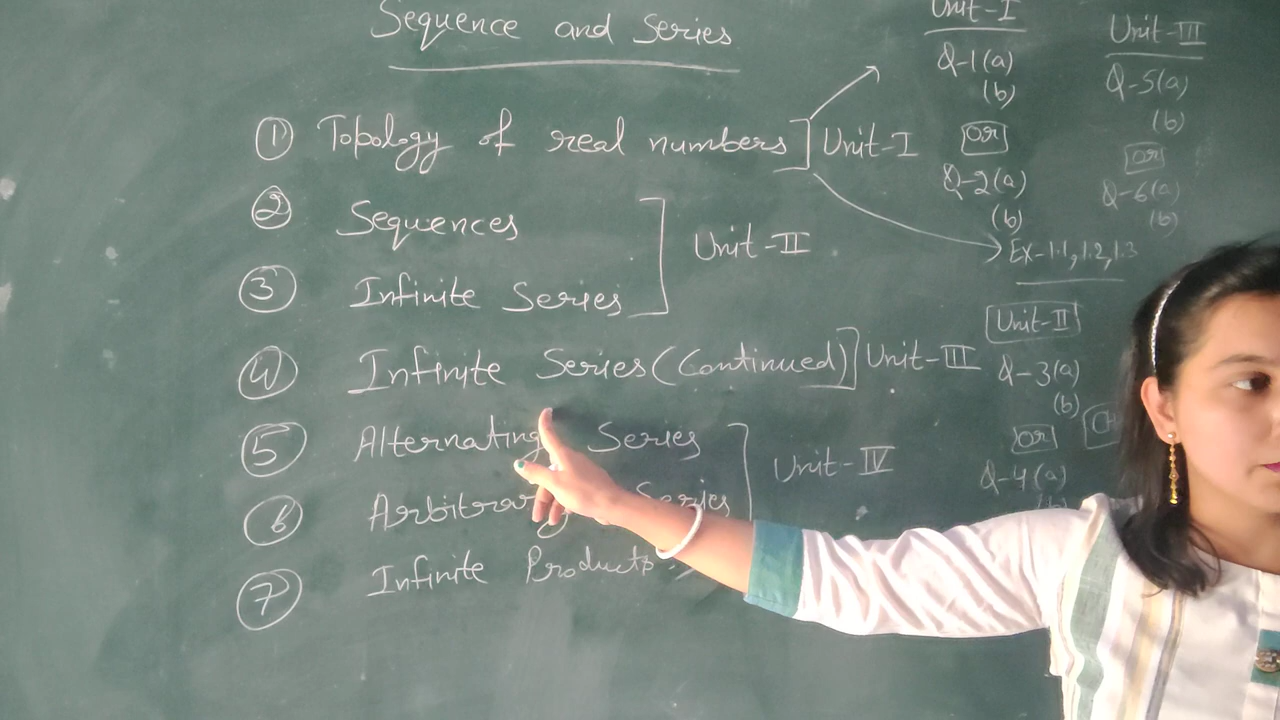 Sequence and Series
① Topology of real numbers] Unit-I
② Sequences
③ Infinite Series
Unit-II
④ Infinite Series (Continued)] Unit-III
⑤ Alternating Series
⑥ Arbitrary Series
Unit-IV
⑦ Infinite Products
Unit-I
Q-1(a)
(b)
or
Q-2(a)
(b)
Ex-1.1, 1.2, 1.3
Unit-II
Q-3(a)
(b)
or
Q-4(a)
Unit-III
Q-5(a)
(b)
or
Q-6(a)
(b)